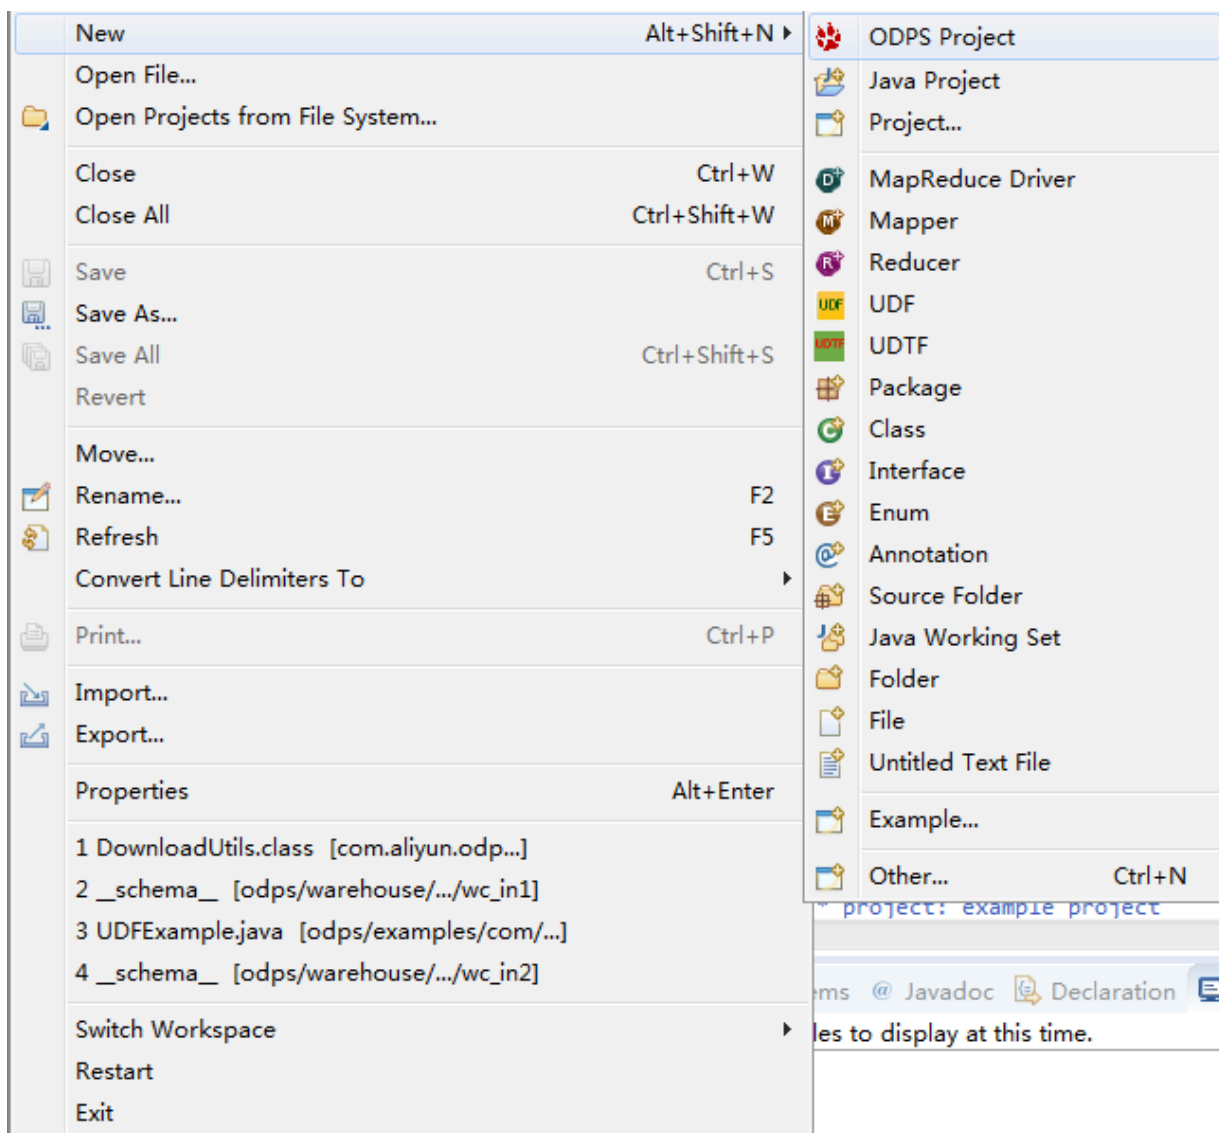 New Alt+Shift+N
Open File...
Open Projects from File System...
Close Ctrl+W
Close All Ctrl+Shift+W
Save Ctrl+S
Save As...
Save All Ctrl+Shift+S
Revert
Move...
Rename... F2
Refresh F5
Convert Line Delimiters To
Print... Ctrl+P
Import...
Export...
Properties Alt+Enter
1 DownloadUtils.class [com.aliyun.odp...]
2 __schema__ [odps/warehouse/.../wc_in1]
3 UDFExample.java [odps/examples/com/...]
4 __schema__ [odps/warehouse/.../wc_in2]
Switch Workspace
Restart
Exit
ODPS Project
Java Project
Project...
D MapReduce Driver
M Mapper
R Reducer
UDF UDF
UDTF UDTF
Package
C Class
I Interface
E Enum
@ Annotation
Source Folder
J Java Working Set
Folder
File
Untitled Text File
Example...
Other... Ctrl+N
* project: example project
ems @ Javadoc Declaration
les to display at this time.